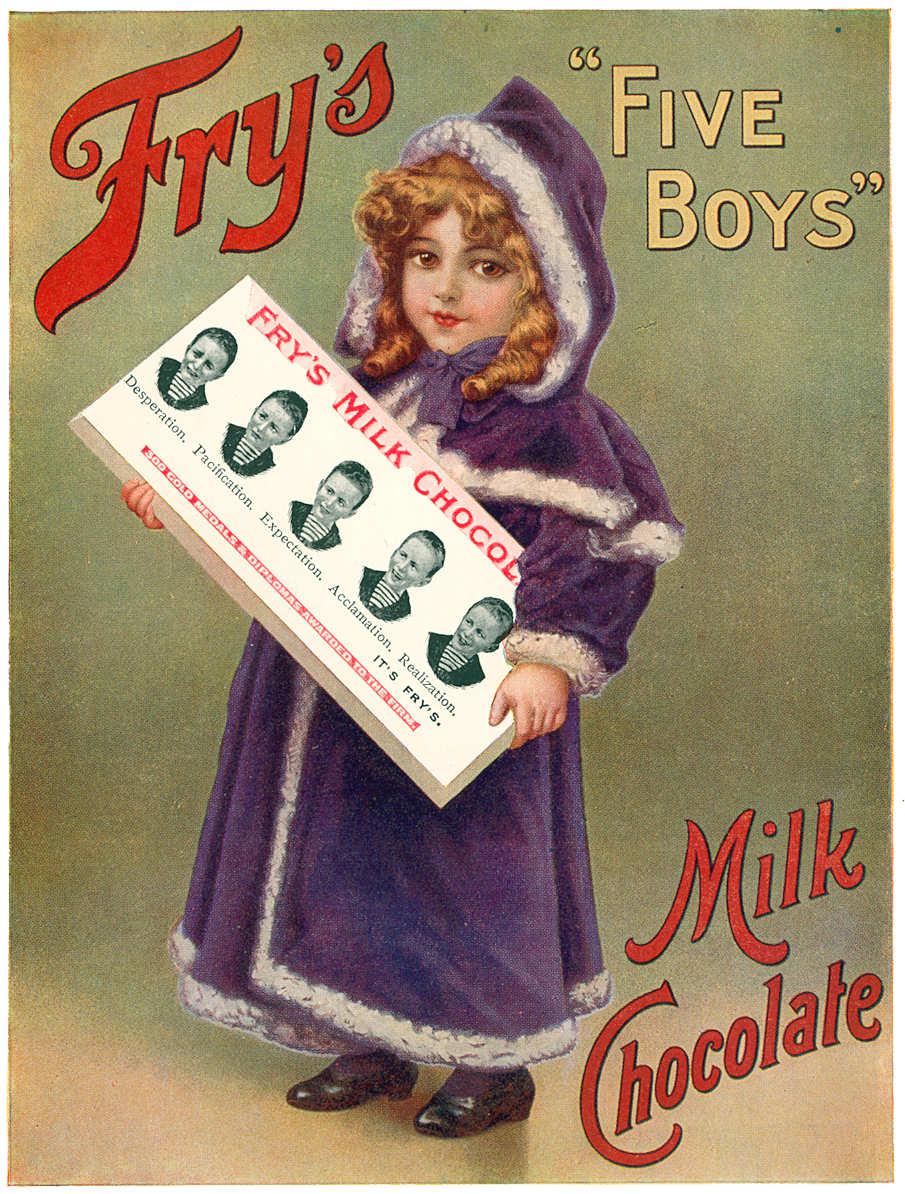 Fry's
"FIVE
BOYS"
FRY'S MILK CHOCOL
Desperation. Pacification. Expectation. Acclamation. Realization.
IT'S FRY'S.
300 GOLD MEDALS & DIPLOMAS AWARDED TO THE FIRM.
Milk
Chocolate